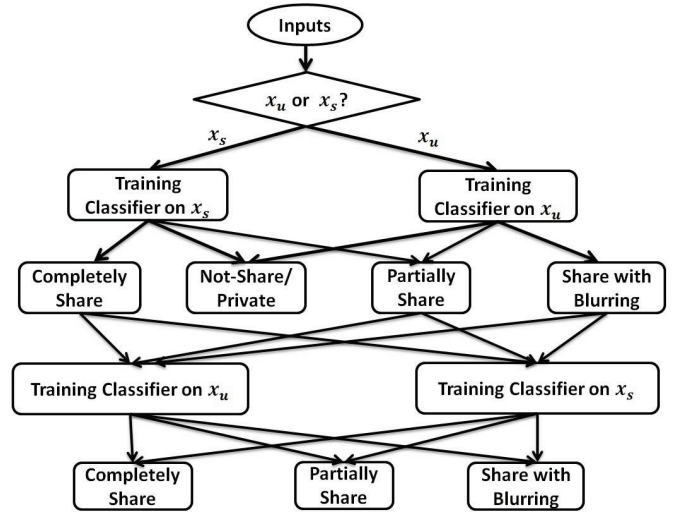 Inputs
x_u or x_s?
x_s
x_u
Training
Classifier on x_s
Training
Classifier on x_u
Completely
Share
Not-Share/
Private
Partially
Share
Share with
Blurring
Training Classifier on x_u
Training Classifier on x_s
Completely
Share
Partially
Share
Share with
Blurring